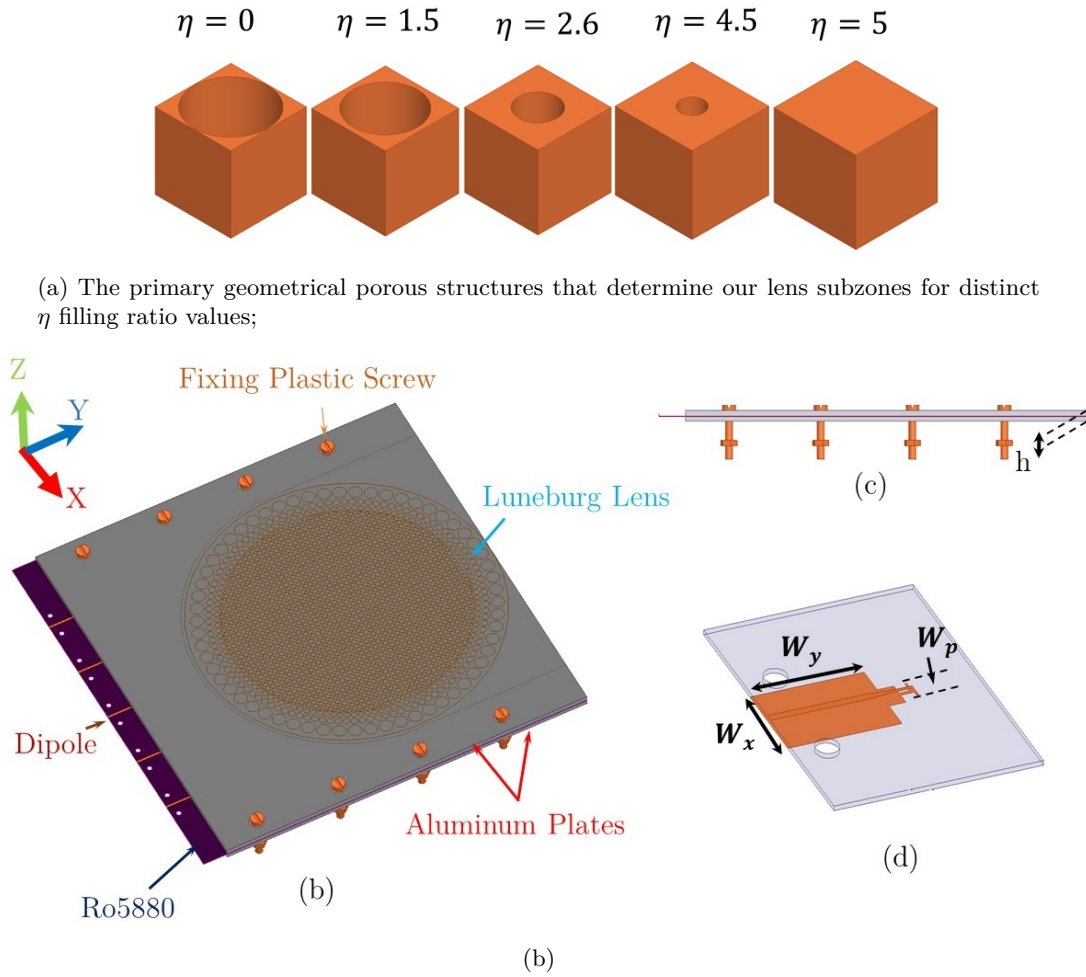 η = 0 η = 1.5 η = 2.6 η = 4.5 η = 5
(a) The primary geometrical porous structures that determine our lens subzones for distinct
η filling ratio values;
Z
Y
X
Fixing Plastic Screw
Luneburg Lens
Dipole
Aluminum Plates
Ro5880
(b)
h
(c)
W_y
W_p
W_x
(d)
(b)